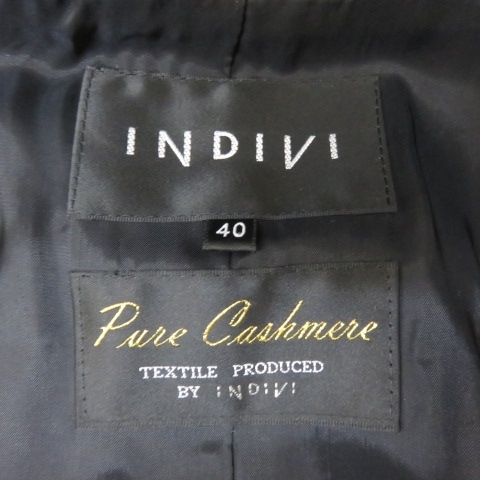 INDIVI
40
Pure Cashmere
TEXTILE PRODUCED
BY INDIVI